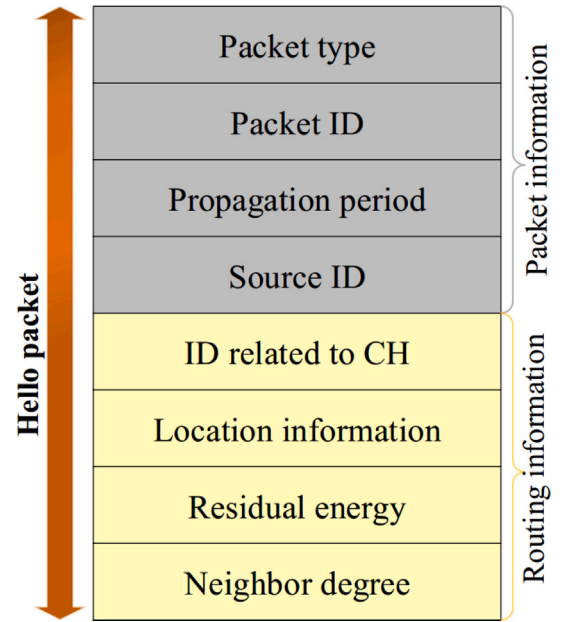 Hello packet
Packet type
Packet ID
Propagation period
Source ID
ID related to CH
Location information
Residual energy
Neighbor degree
Packet information
Routing information